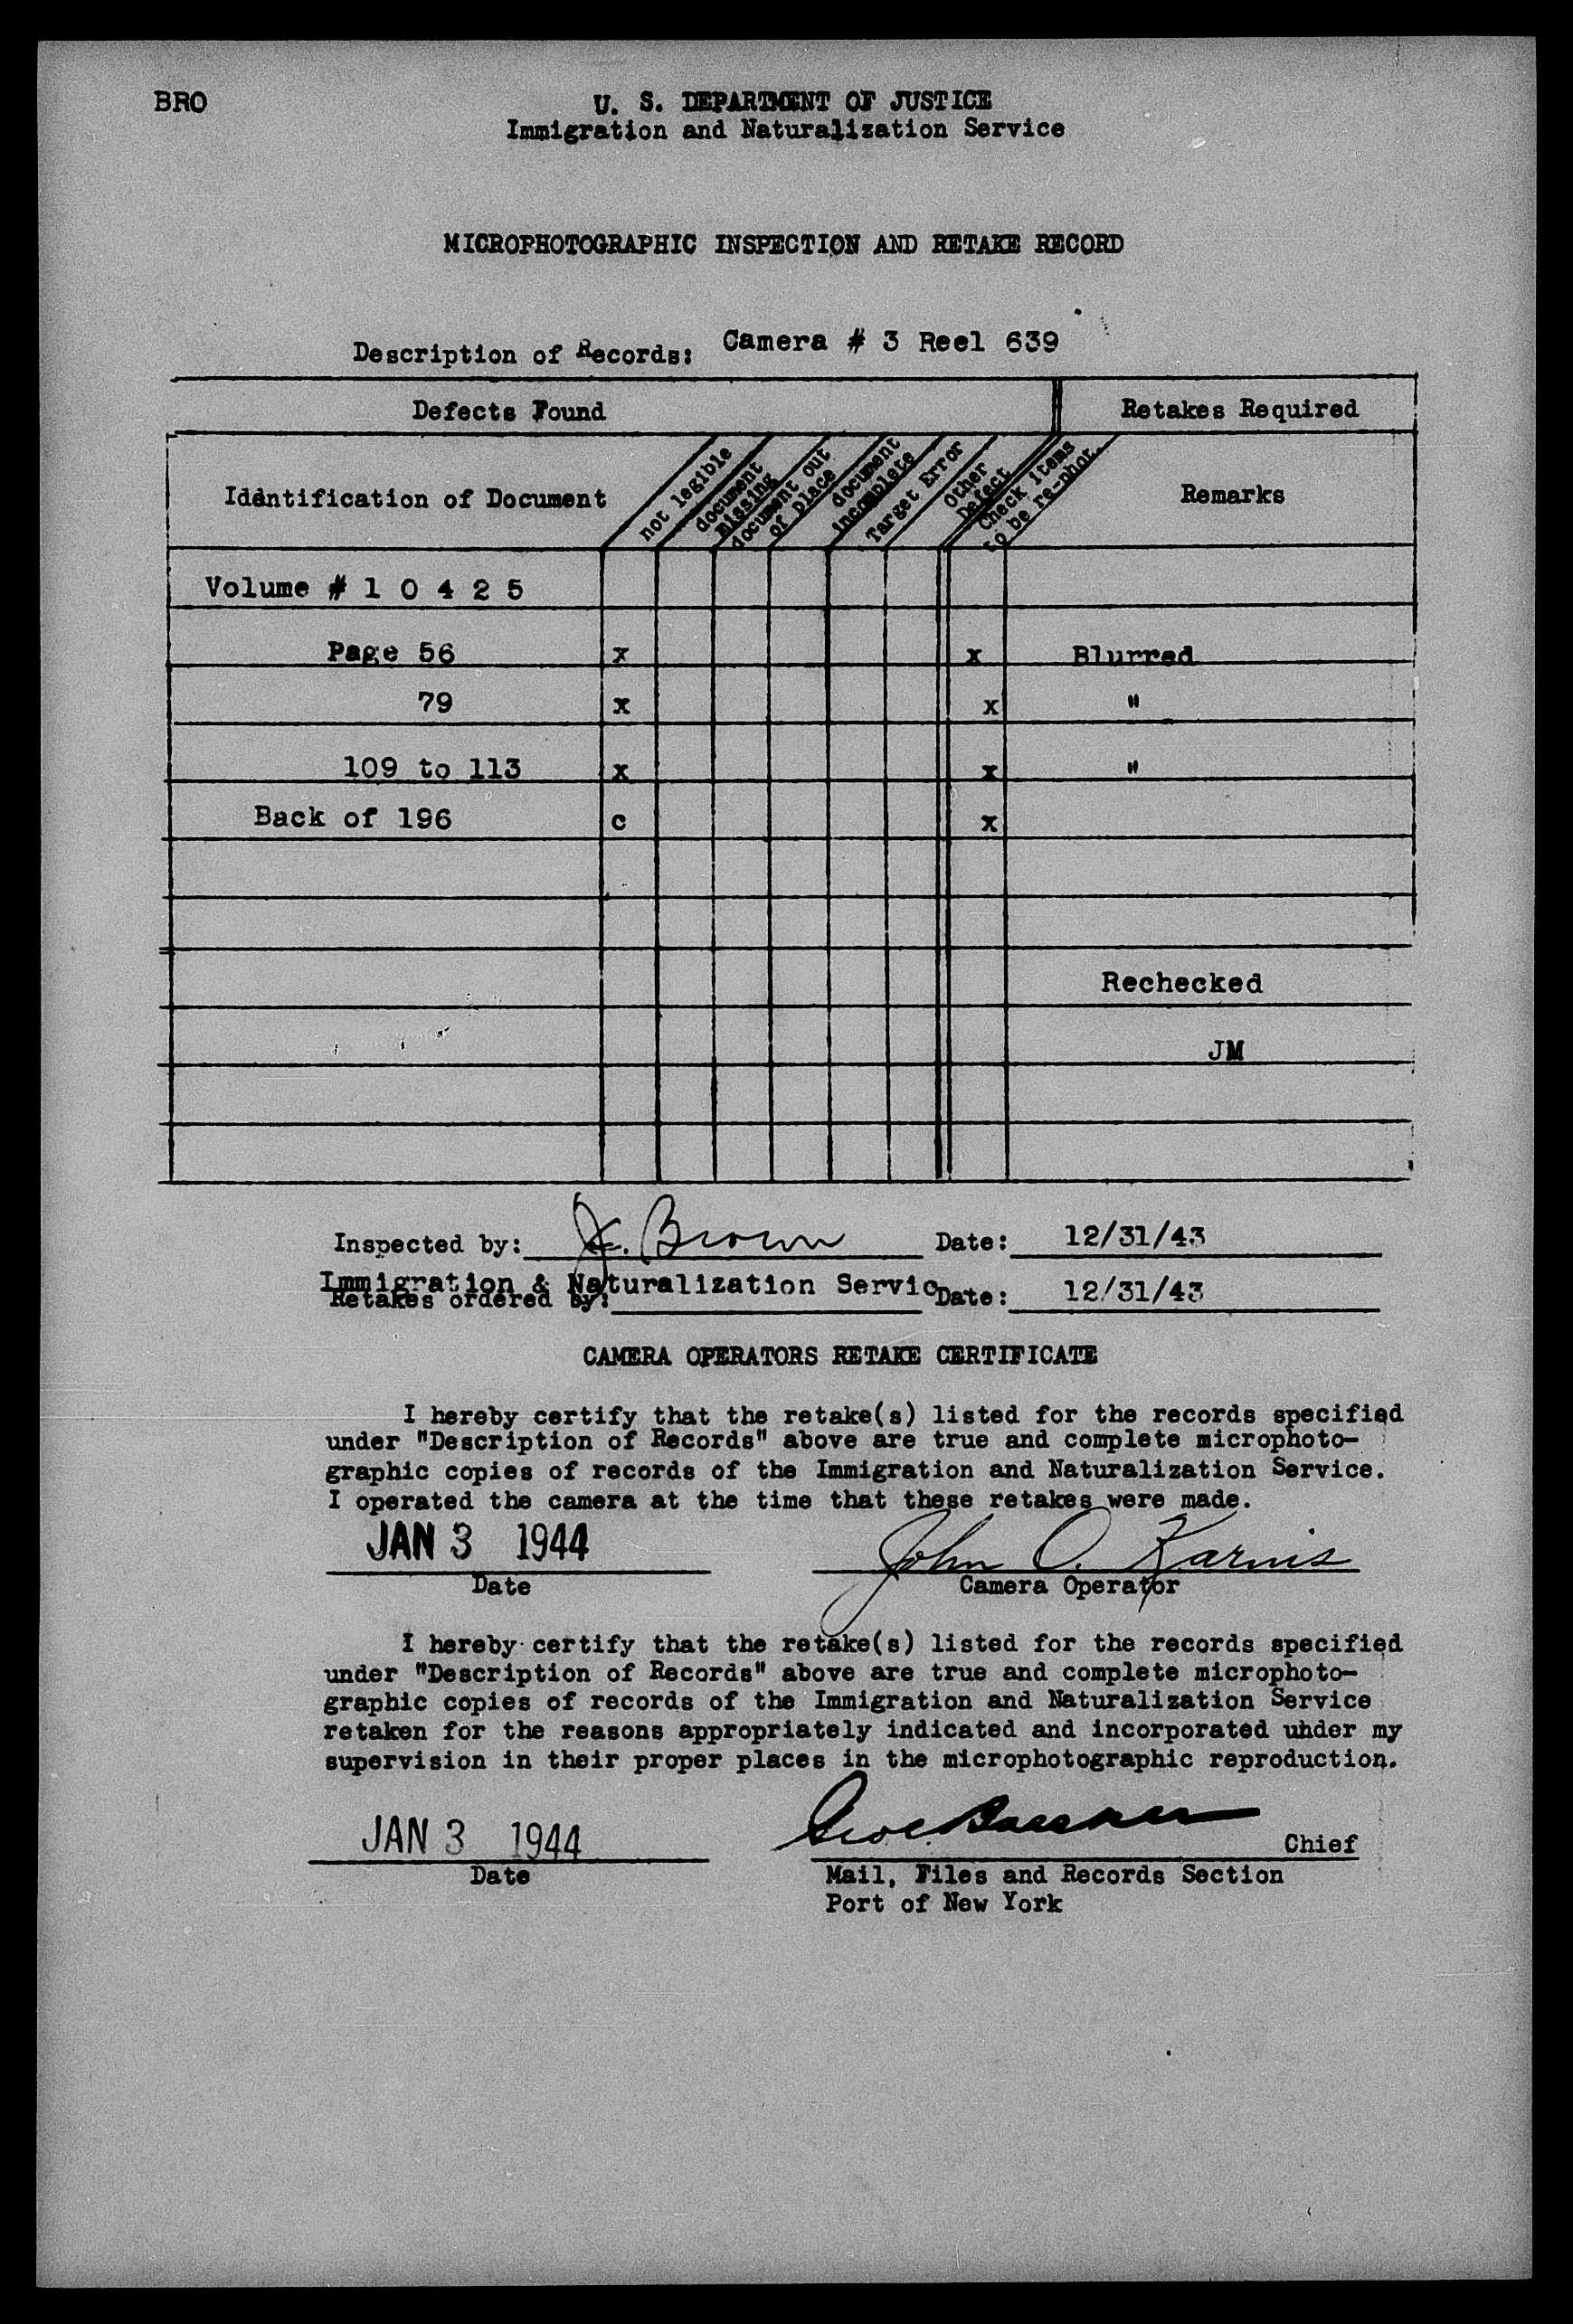 BRO
U. S. DEPARTMENT OF JUSTICE
Immigration and Naturalization Service
MICROPHOTOGRAPHIC INSPECTION AND RETAKE RECORD
Description of Records: Camera # 3 Reel 639
Defects Found Retakes Required
Identification of Document not legible document missing document out of place document incomplete Target Error Other Defect Check items to be re-phot. Remarks
Volume # 1 0 4 2 5
Page 56 x x Blurred
79 x x "
109 to 113 x x "
Back of 196 c x
Rechecked
JM
Inspected by: J. Brown Date: 12/31/43
Immigration & Naturalization Servic
Retakes ordered by: Date: 12/31/43
CAMERA OPERATORS RETAKE CERTIFICATE
I hereby certify that the retake(s) listed for the records specified
under "Description of Records" above are true and complete microphoto-
graphic copies of records of the Immigration and Naturalization Service.
I operated the camera at the time that these retakes were made.
JAN 3 1944 John O. Karnis
Date Camera Operator
I hereby certify that the retake(s) listed for the records specified
under "Description of Records" above are true and complete microphoto-
graphic copies of records of the Immigration and Naturalization Service
retaken for the reasons appropriately indicated and incorporated uhder my
supervision in their proper places in the microphotographic reproduction.
JAN 3 1944 Chief
Date Mail, Files and Records Section
Port of New York